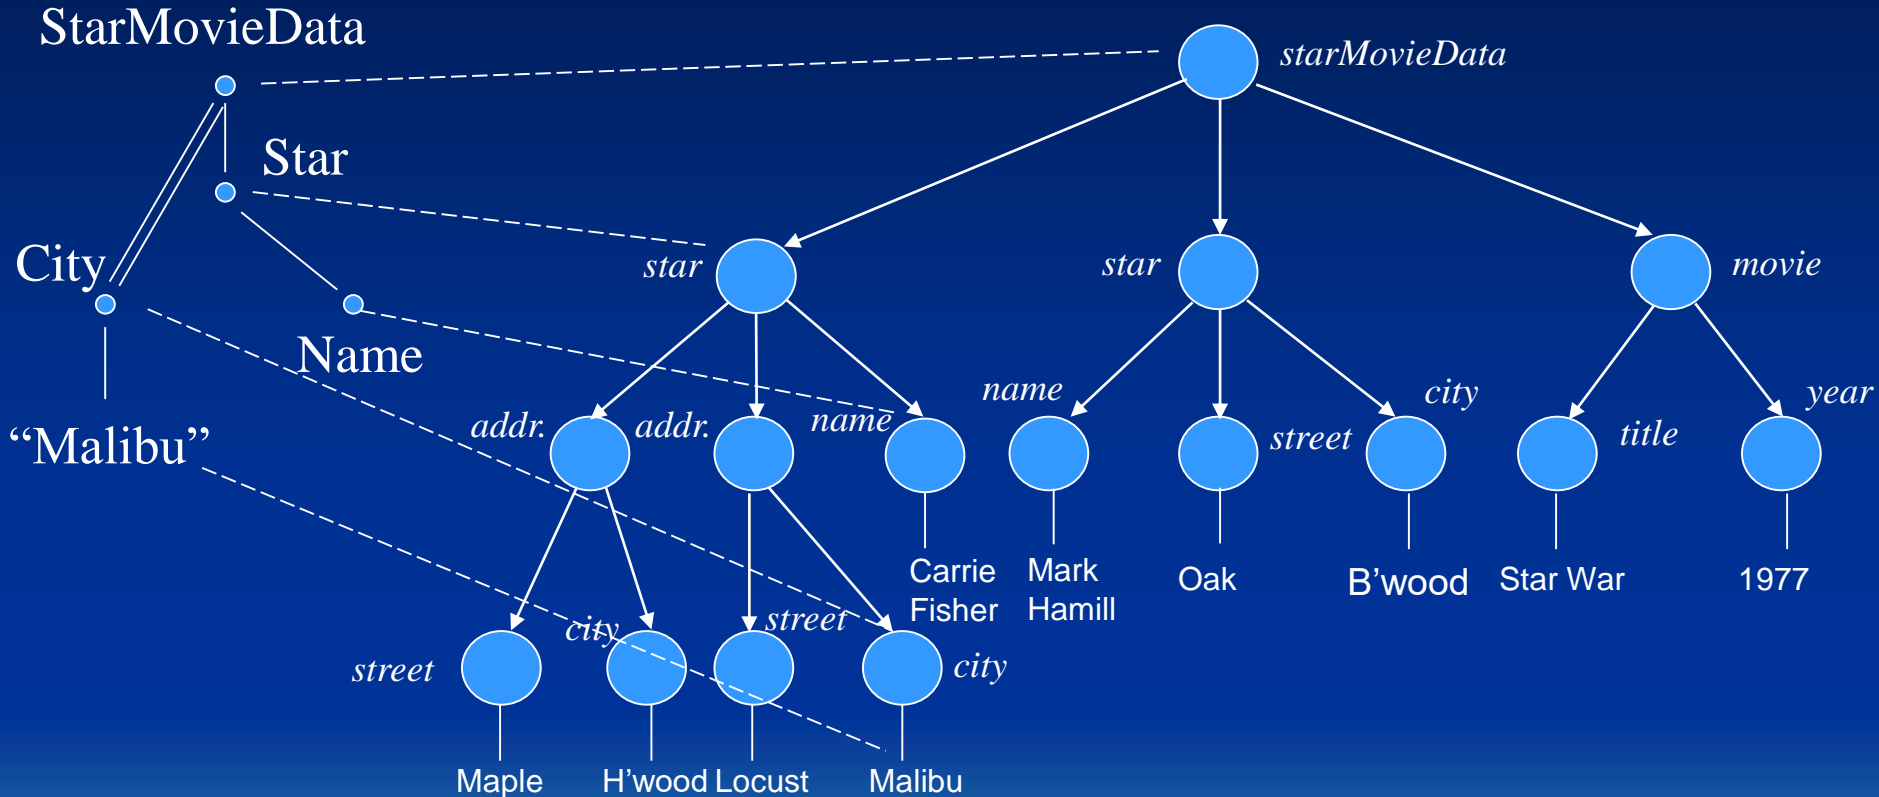 StarMovieData
starMovieData
Star
City
star
star
movie
Name
name
city
year
addr.
addr.
name
street
title
“Malibu”
Carrie
Fisher
Mark
Hamill
Oak
B’wood
Star War
1977
street
city
street
city
Maple
H’wood
Locust
Malibu